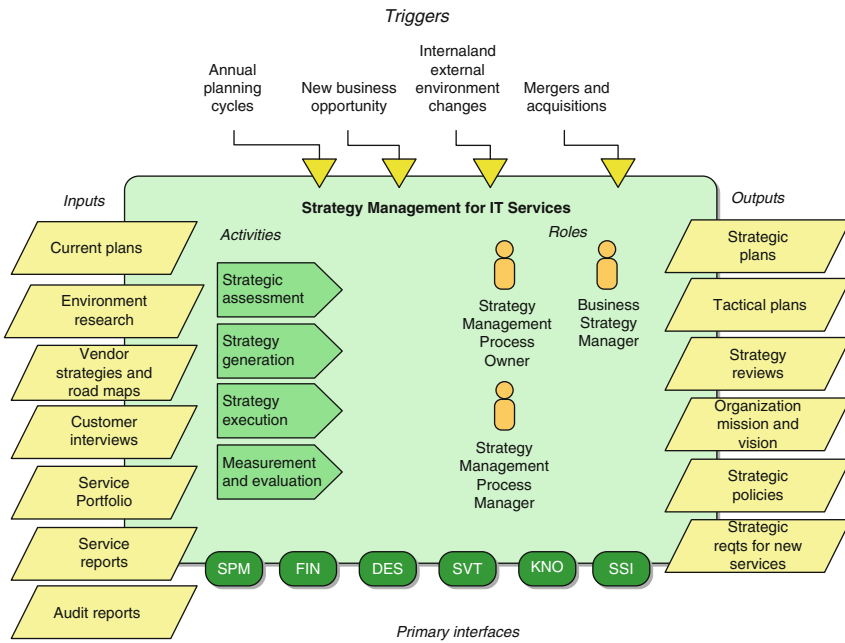 Triggers
Annual
planning
cycles
New business
opportunity
Internaland
external
environment
changes
Mergers and
acquisitions
Inputs
Strategy Management for IT Services
Outputs
Activities
Roles
Current plans
Environment
research
Vendor
strategies and
road maps
Customer
interviews
Service
Portfolio
Service
reports
Audit reports
Strategic
assessment
Strategy
generation
Strategy
execution
Measurement
and evaluation
Strategy
Management
Process
Owner
Business
Strategy
Manager
Strategy
Management
Process
Manager
Strategic
plans
Tactical plans
Strategy
reviews
Organization
mission and
vision
Strategic
policies
Strategic
reqts for new
services
SPM
FIN
DES
SVT
KNO
SSI
Primary interfaces